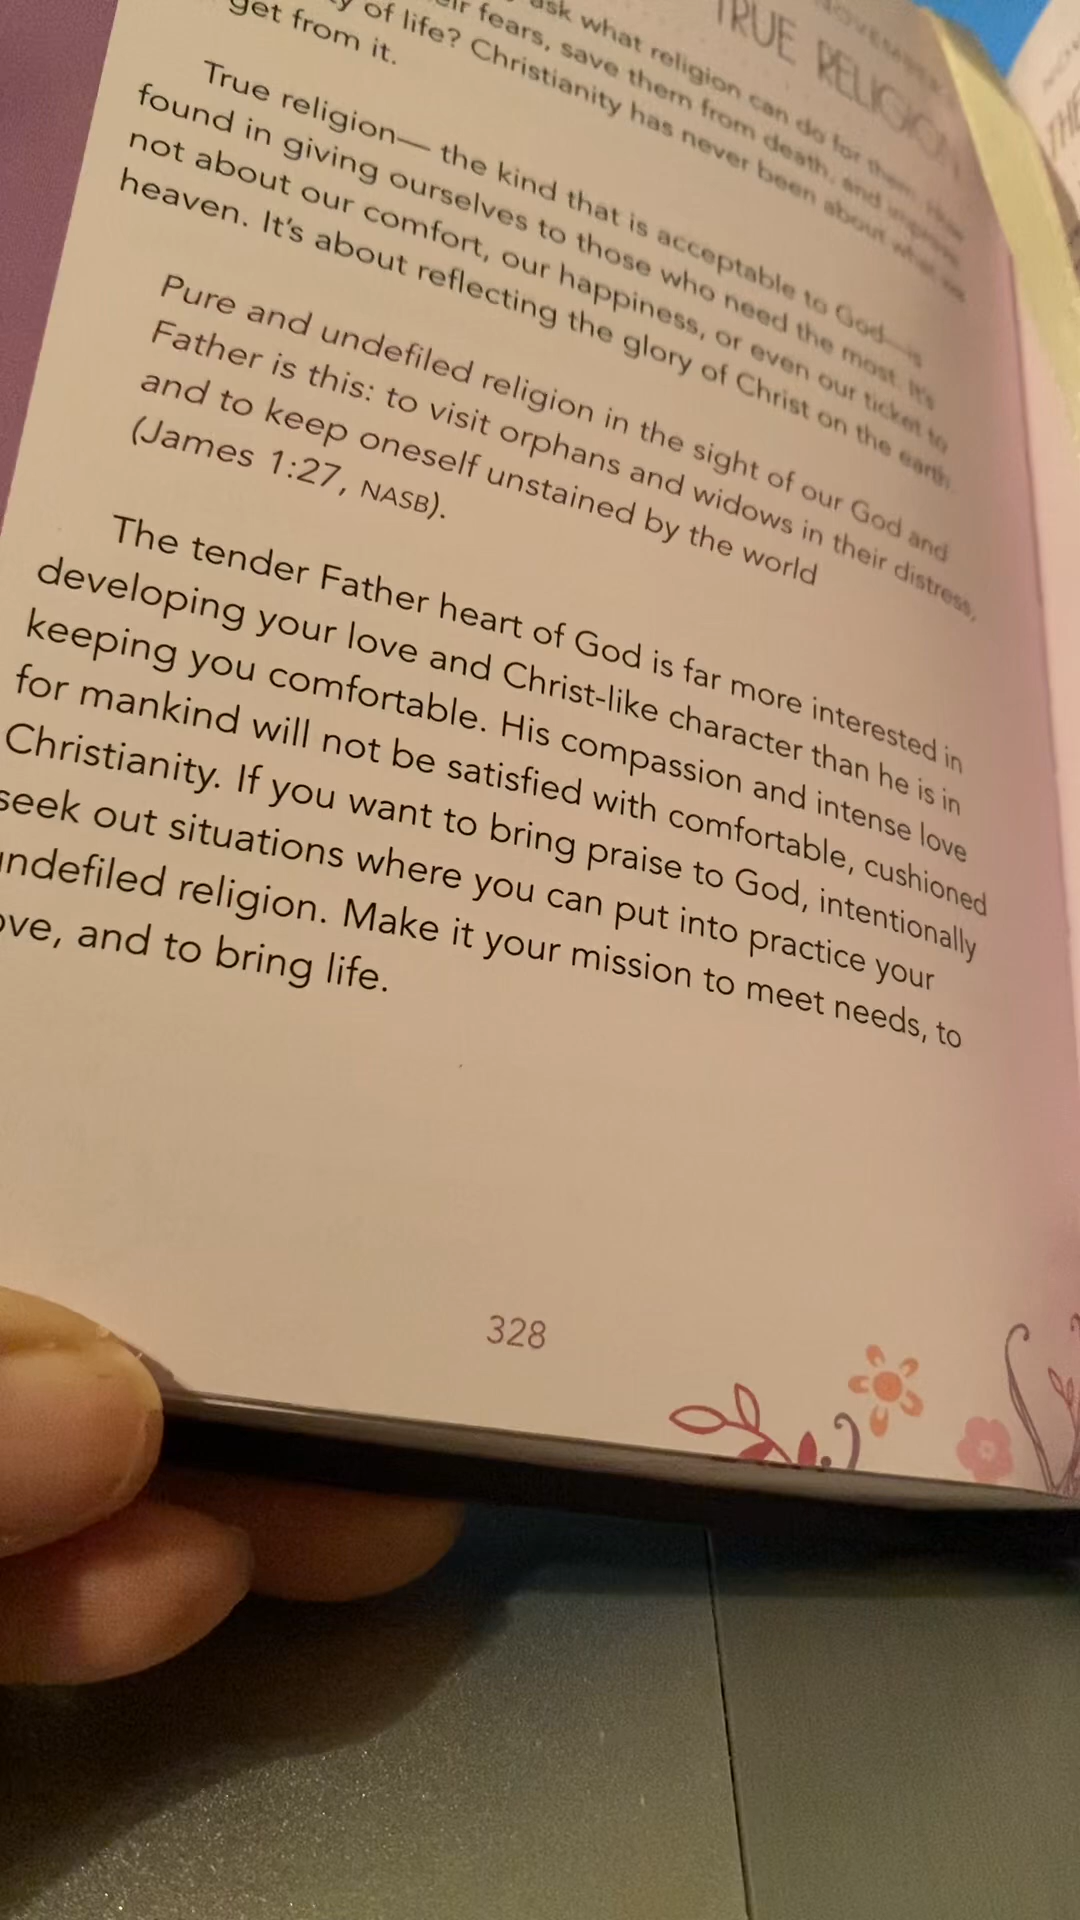 NOVEMBER
TRUE RELIGION
ask what religion can do for them. How
their fears, save them from death, and improve
of life? Christianity has never been about what we
get from it.
True religion— the kind that is acceptable to God—is
found in giving ourselves to those who need the most. It's
not about our comfort, our happiness, or even our ticket to
heaven. It's about reflecting the glory of Christ on the earth.
Pure and undefiled religion in the sight of our God and
Father is this: to visit orphans and widows in their distress,
and to keep oneself unstained by the world
(James 1:27, NASB).
The tender Father heart of God is far more interested in
developing your love and Christ-like character than he is in
keeping you comfortable. His compassion and intense love
for mankind will not be satisfied with comfortable, cushioned
Christianity. If you want to bring praise to God, intentionally
seek out situations where you can put into practice your
undefiled religion. Make it your mission to meet needs, to
ove, and to bring life.
328